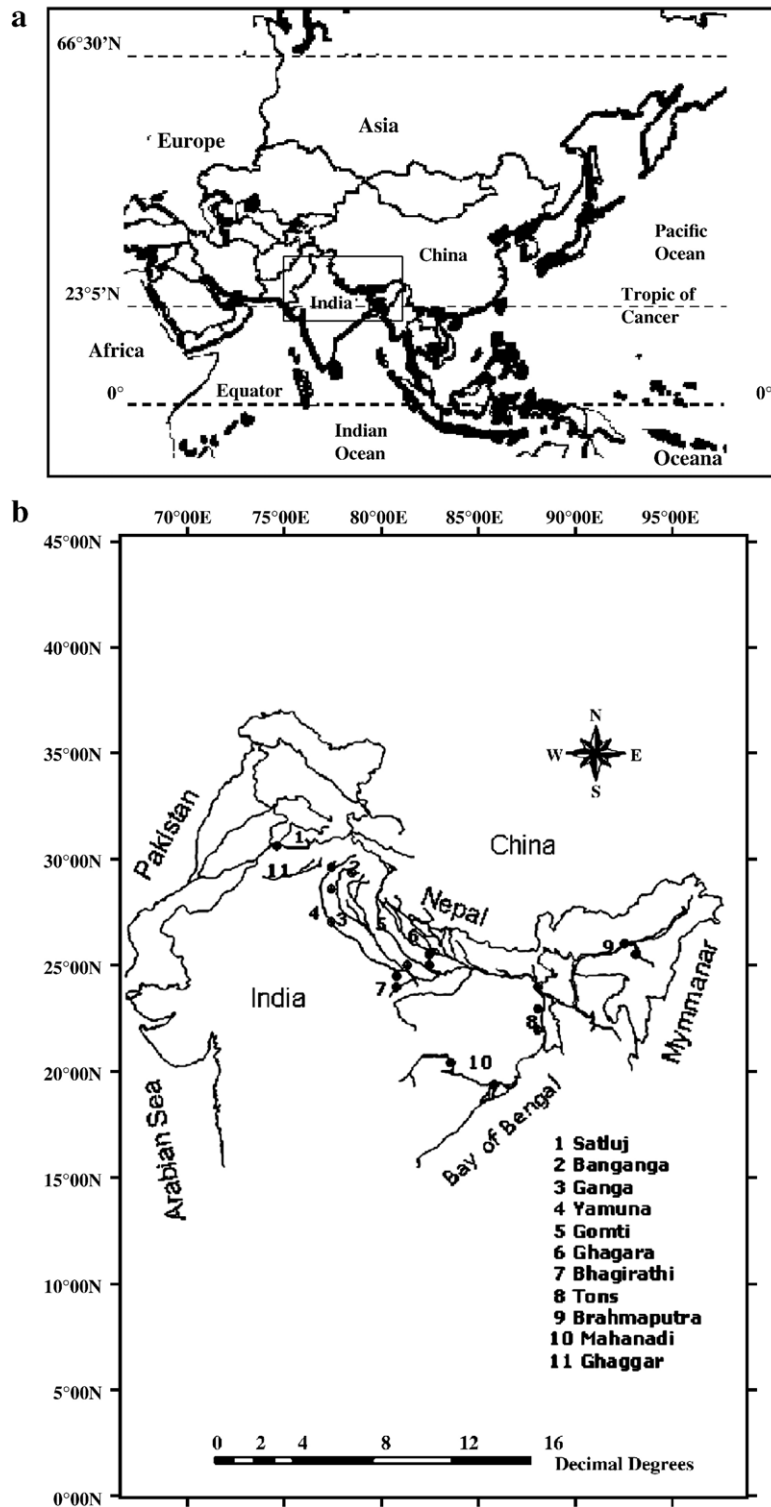 a
66°30'N
Europe
Asia
China
Pacific
Ocean
India
23°5'N
Tropic of
Cancer
Africa
Equator
0°
0°
Indian
Ocean
Oceana
b
70°00E 75°00E 80°00E 85°00E 90°00E 95°00E
45°00N
40°00N
35°00N
30°00N
25°00N
20°00N
15°00N
10°00N
5°00N
0°00N
N
W E
S
Pakistan
China
Nepal
India
Mymmanar
Arabian Sea
Bay of Bengal
1
11
2
4
3
5
6
9
7
8
10
1 Satluj
2 Banganga
3 Ganga
4 Yamuna
5 Gomti
6 Ghagara
7 Bhagirathi
8 Tons
9 Brahmaputra
10 Mahanadi
11 Ghaggar
0 2 4 8 12 16
Decimal Degrees